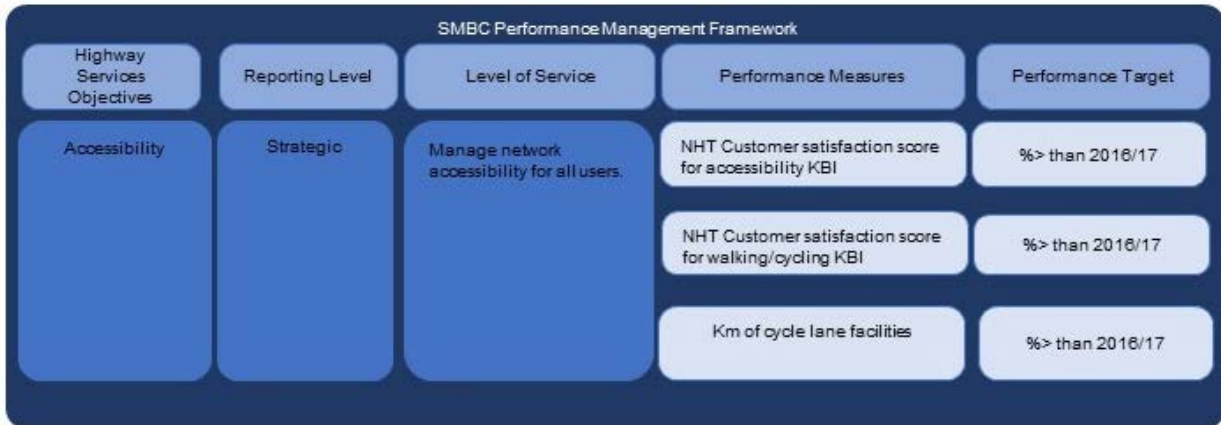 SMBC Performance Management Framework
Highway
Services
Objectives
Reporting Level
Level of Service
Performance Measures
Performance Target
Accessibility
Strategic
Manage network
accessibility for all users.
NHT Customer satisfaction score
for accessibility KBI
%> than 2016/17
NHT Customer satisfaction score
for walking/cycling KBI
%> than 2016/17
Km of cycle lane facilities
%> than 2016/17